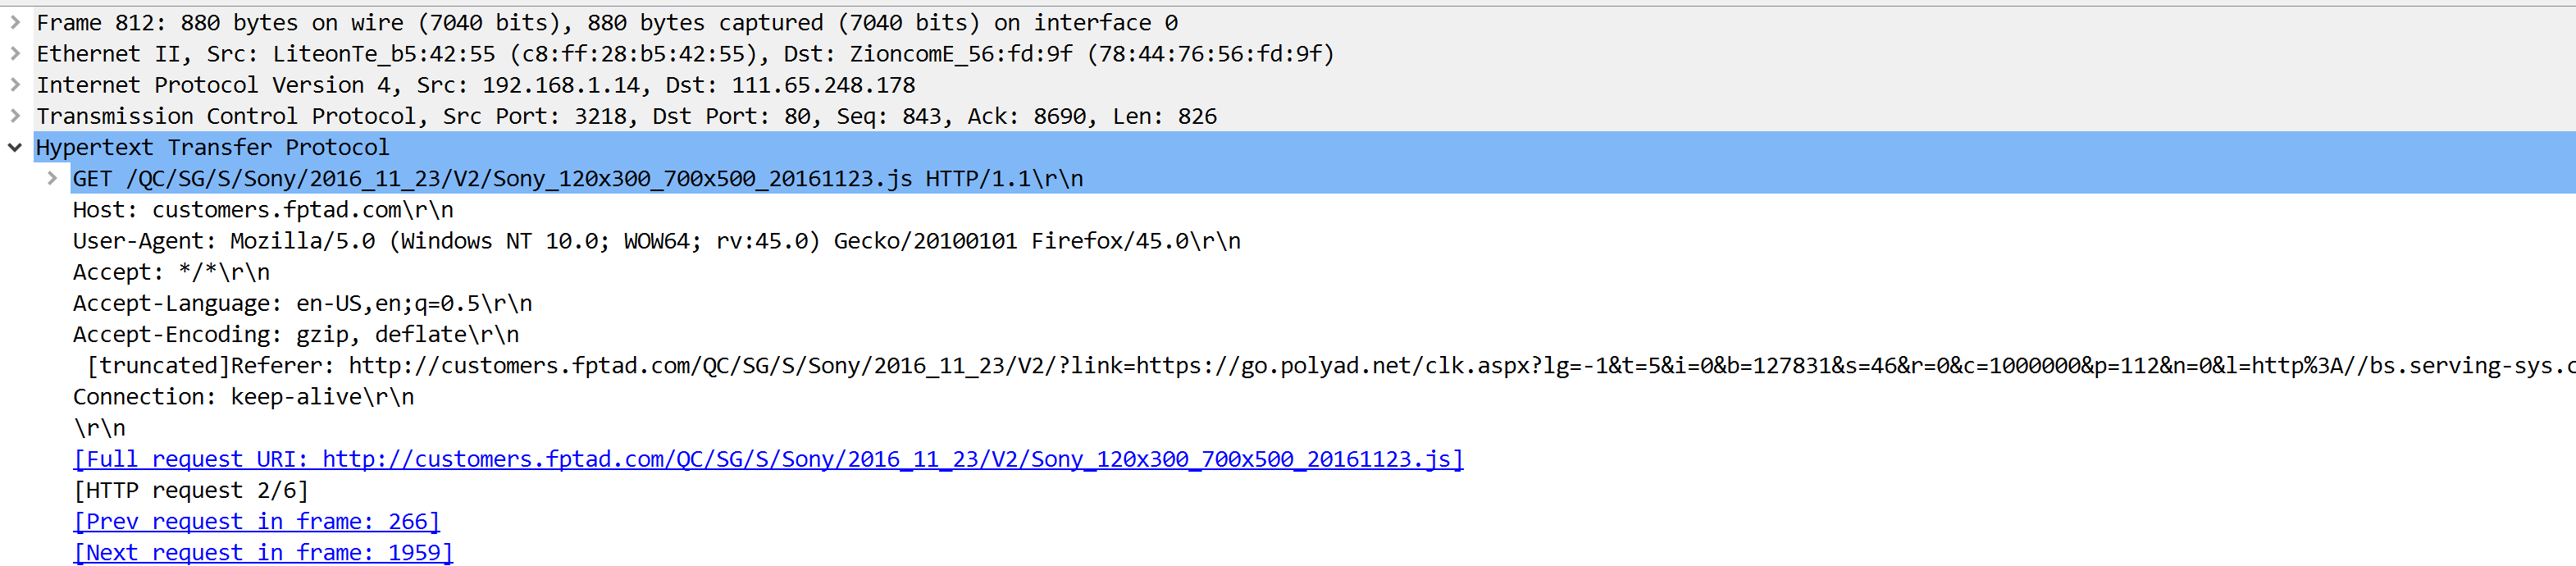 Frame 812: 880 bytes on wire (7040 bits), 880 bytes captured (7040 bits) on interface 0
Ethernet II, Src: LiteonTe_b5:42:55 (c8:ff:28:b5:42:55), Dst: ZioncomE_56:fd:9f (78:44:76:56:fd:9f)
Internet Protocol Version 4, Src: 192.168.1.14, Dst: 111.65.248.178
Transmission Control Protocol, Src Port: 3218, Dst Port: 80, Seq: 843, Ack: 8690, Len: 826
Hypertext Transfer Protocol
GET /QC/SG/S/Sony/2016_11_23/V2/Sony_120x300_700x500_20161123.js HTTP/1.1\r\n
Host: customers.fptad.com\r\n
User-Agent: Mozilla/5.0 (Windows NT 10.0; WOW64; rv:45.0) Gecko/20100101 Firefox/45.0\r\n
Accept: */*\r\n
Accept-Language: en-US,en;q=0.5\r\n
Accept-Encoding: gzip, deflate\r\n
[truncated]Referer: http://customers.fptad.com/QC/SG/S/Sony/2016_11_23/V2/?link=https://go.polyad.net/clk.aspx?lg=-1&t=5&i=0&b=127831&s=46&r=0&c=1000000&p=112&n=0&l=http%3A//bs.serving-sys.c
Connection: keep-alive\r\n
\r\n
[Full request URI: http://customers.fptad.com/QC/SG/S/Sony/2016_11_23/V2/Sony_120x300_700x500_20161123.js]
[HTTP request 2/6]
[Prev request in frame: 266]
[Next request in frame: 1959]